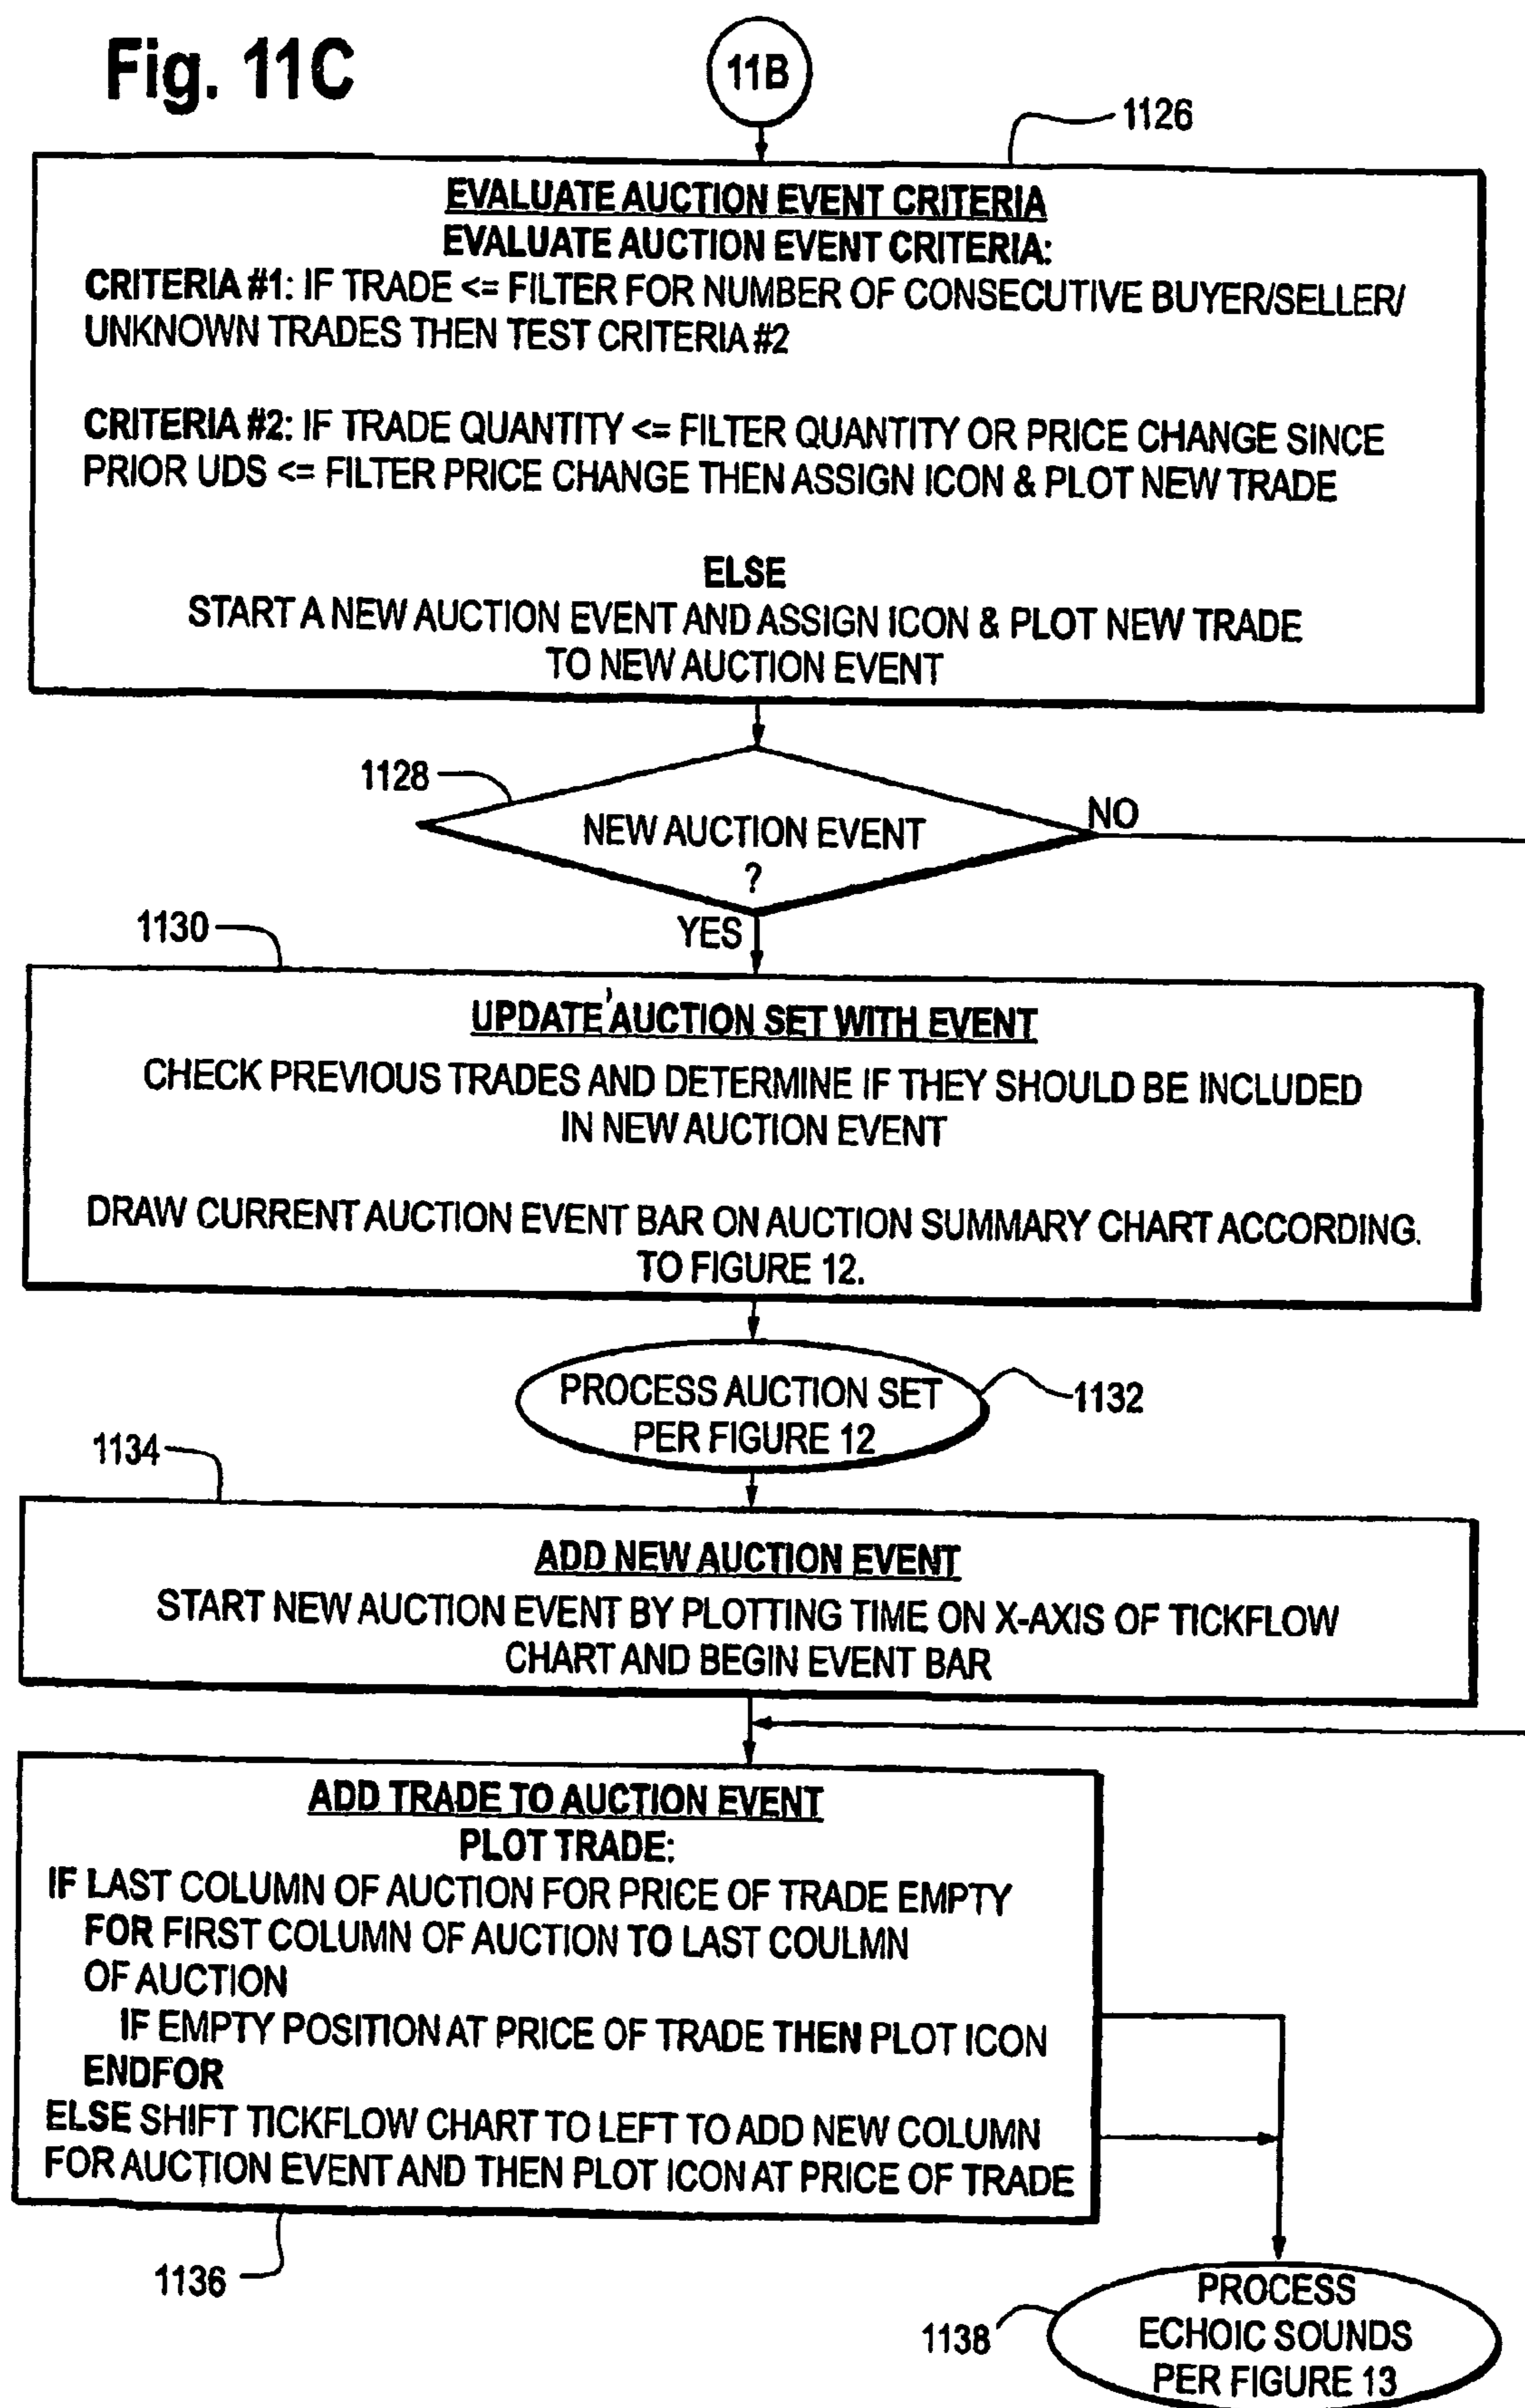 Fig. 11C
11B
1126
EVALUATE AUCTION EVENT CRITERIA
EVALUATE AUCTION EVENT CRITERIA:
CRITERIA #1: IF TRADE <= FILTER FOR NUMBER OF CONSECUTIVE BUYER/SELLER/
UNKNOWN TRADES THEN TEST CRITERIA #2
CRITERIA #2: IF TRADE QUANTITY <= FILTER QUANTITY OR PRICE CHANGE SINCE
PRIOR UDS <= FILTER PRICE CHANGE THEN ASSIGN ICON & PLOT NEW TRADE
ELSE
START A NEW AUCTION EVENT AND ASSIGN ICON & PLOT NEW TRADE
TO NEW AUCTION EVENT
1128
NEW AUCTION EVENT
?
NO
YES
1130
UPDATE AUCTION SET WITH EVENT
CHECK PREVIOUS TRADES AND DETERMINE IF THEY SHOULD BE INCLUDED
IN NEW AUCTION EVENT
DRAW CURRENT AUCTION EVENT BAR ON AUCTION SUMMARY CHART ACCORDING.
TO FIGURE 12.
PROCESS AUCTION SET
PER FIGURE 12
1132
1134
ADD NEW AUCTION EVENT
START NEW AUCTION EVENT BY PLOTTING TIME ON X-AXIS OF TICKFLOW
CHART AND BEGIN EVENT BAR
ADD TRADE TO AUCTION EVENT
PLOT TRADE:
IF LAST COLUMN OF AUCTION FOR PRICE OF TRADE EMPTY
FOR FIRST COLUMN OF AUCTION TO LAST COULMN
OF AUCTION
IF EMPTY POSITION AT PRICE OF TRADE THEN PLOT ICON
ENDFOR
ELSE SHIFT TICKFLOW CHART TO LEFT TO ADD NEW COLUMN
FOR AUCTION EVENT AND THEN PLOT ICON AT PRICE OF TRADE
1136
1138
PROCESS
ECHOIC SOUNDS
PER FIGURE 13